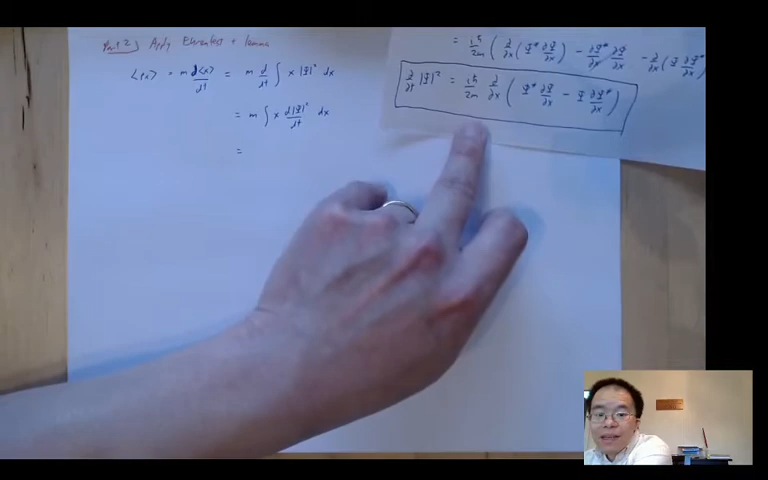 Part 2) Apply Ehrenfest + lemma
⟨p⟩ = m d⟨x⟩/dt = m d/dt ∫ x |Ψ|² dx
= m ∫ x d|Ψ|²/dt dx
=
= iħ/2m ( ∂/∂x (Ψ* ∂Ψ/∂x) − ∂Ψ*/∂x ∂Ψ/∂x − ∂/∂x (Ψ ∂Ψ*
∂/∂t |Ψ|² = iħ/2m ∂/∂x ( Ψ* ∂Ψ/∂x − Ψ ∂Ψ*/∂x )